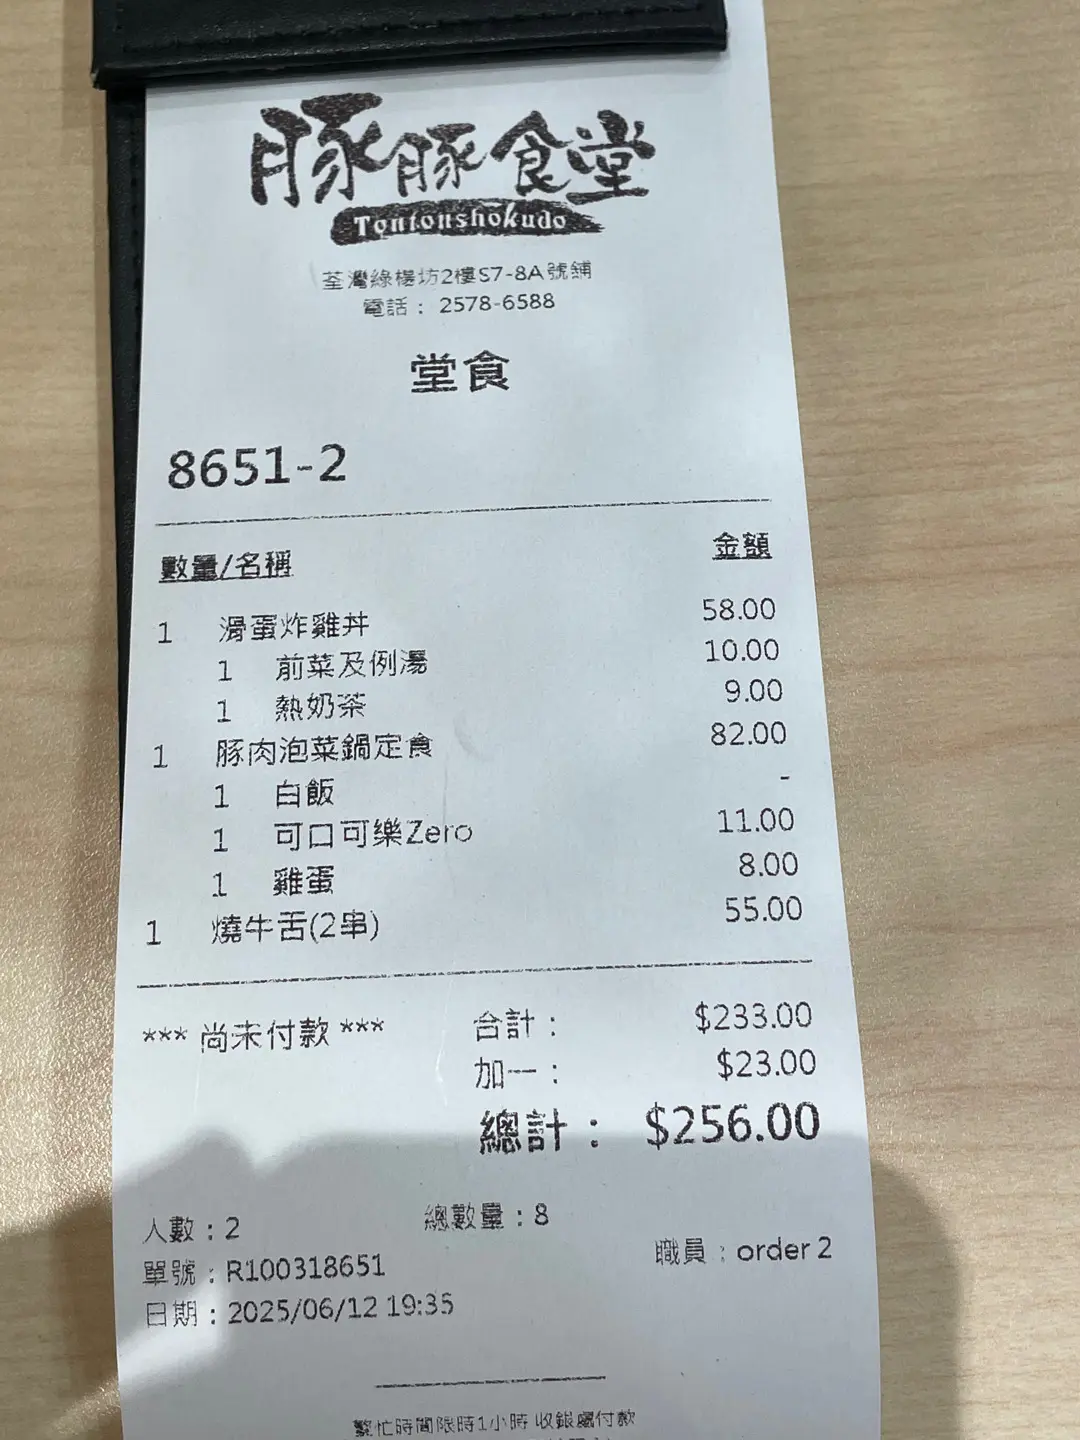 豚豚食堂
Tontonshokudo
荃灣綠楊坊2樓S7-8A號舖
電話： 2578-6588
堂食
8651-2
數量/名稱 金額
1 滑蛋炸雞丼 58.00
1 前菜及例湯 10.00
1 熱奶茶 9.00
1 豚肉泡菜鍋定食 82.00
1 白飯 -
1 可口可樂Zero 11.00
1 雞蛋 8.00
1 燒牛舌(2串) 55.00
*** 尚未付款 *** 合計： $233.00
加一： $23.00
總計： $256.00
人數：2 總數量：8
單號：R100318651 職員：order 2
日期：2025/06/12 19:35
繁忙時間限時1小時 收銀處付款